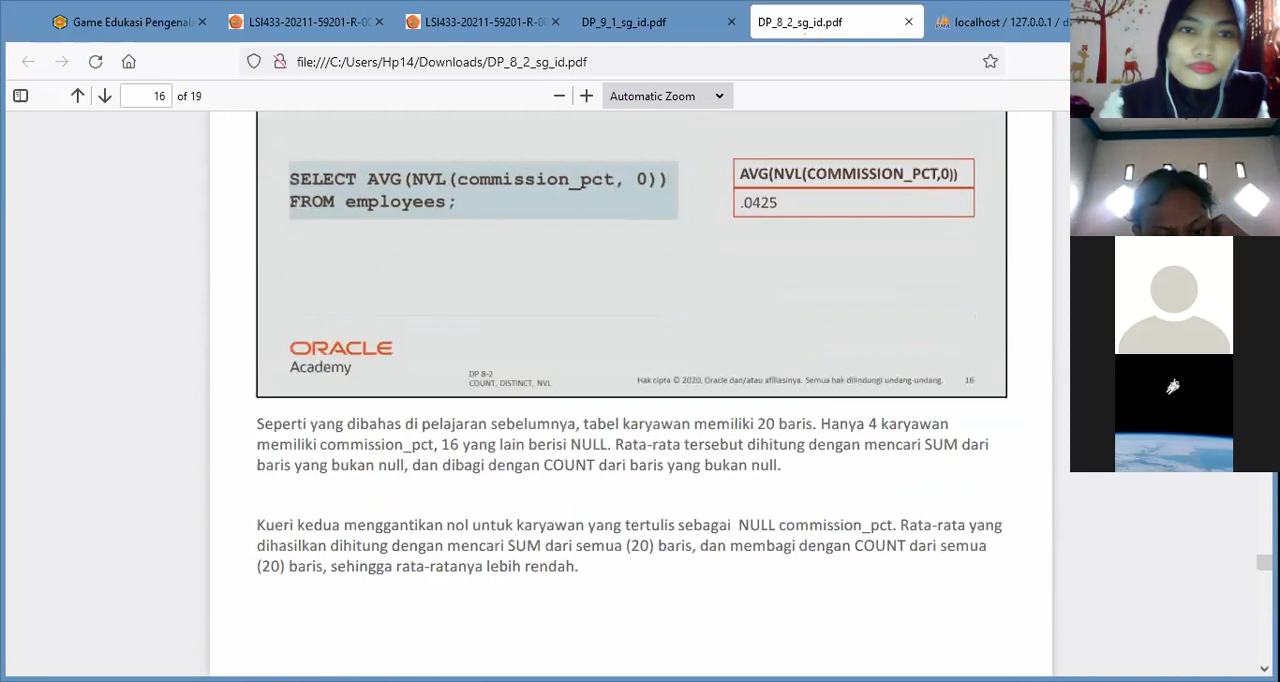 Game Edukasi Pengenal
LSI433-20211-59201-R-0
LSI433-20211-59201-R-0
DP_9_1_sg_id.pdf
DP_8_2_sg_id.pdf
localhost / 127.0.0.1 / d
file:///C:/Users/Hp14/Downloads/DP_8_2_sg_id.pdf
16 of 19
Automatic Zoom
SELECT AVG(NVL(commission_pct, 0))
FROM employees;
AVG(NVL(COMMISSION_PCT,0))
.0425
ORACLE
Academy
DP 8-2
COUNT, DISTINCT, NVL
Hak cipta © 2020, Oracle dan/atau afiliasinya. Semua hak dilindungi undang-undang.
16
Seperti yang dibahas di pelajaran sebelumnya, tabel karyawan memiliki 20 baris. Hanya 4 karyawan
memiliki commission_pct, 16 yang lain berisi NULL. Rata-rata tersebut dihitung dengan mencari SUM dari
baris yang bukan null, dan dibagi dengan COUNT dari baris yang bukan null.
Kueri kedua menggantikan nol untuk karyawan yang tertulis sebagai NULL commission_pct. Rata-rata yang
dihasilkan dihitung dengan mencari SUM dari semua (20) baris, dan membagi dengan COUNT dari semua
(20) baris, sehingga rata-ratanya lebih rendah.